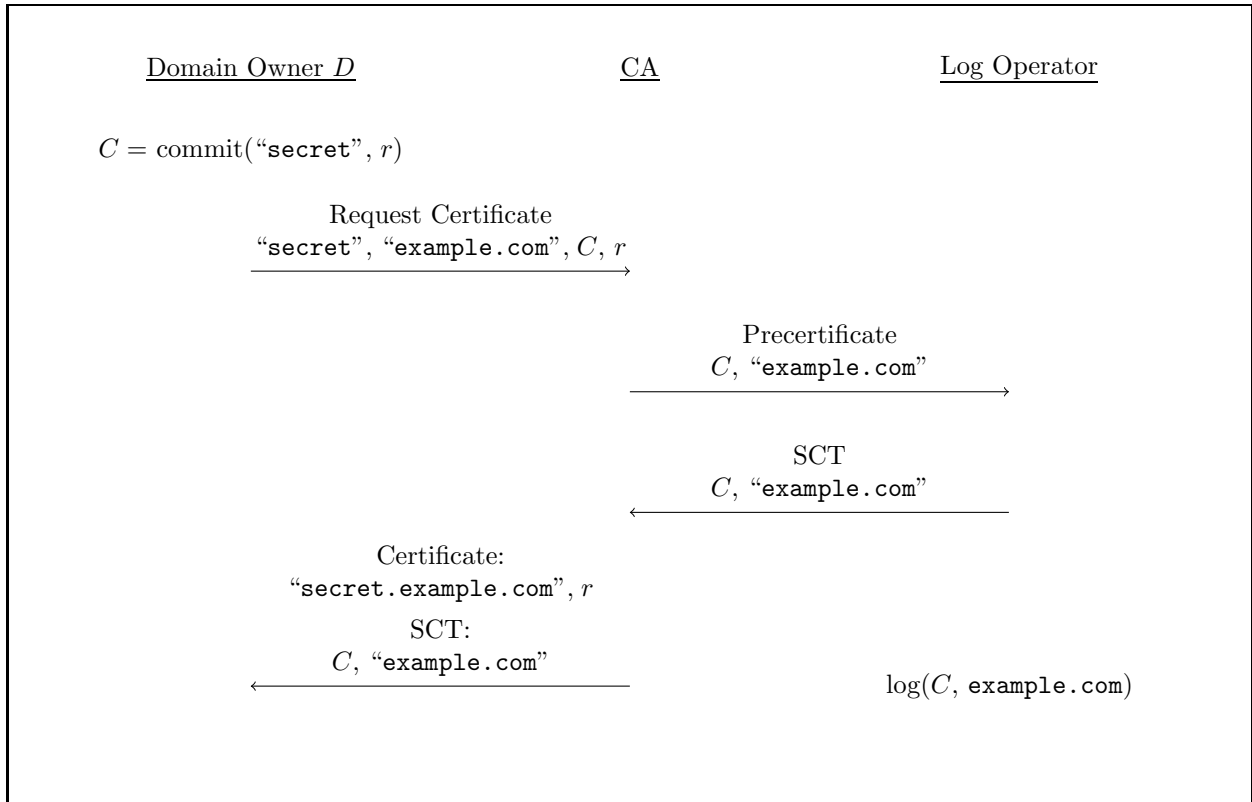 Domain Owner D CA Log Operator
C = commit(“secret”, r)
Request Certificate
“secret”, “example.com”, C, r
Precertificate
C, “example.com”
SCT
C, “example.com”
Certificate:
“secret.example.com”, r
SCT:
C, “example.com”
log(C, example.com)